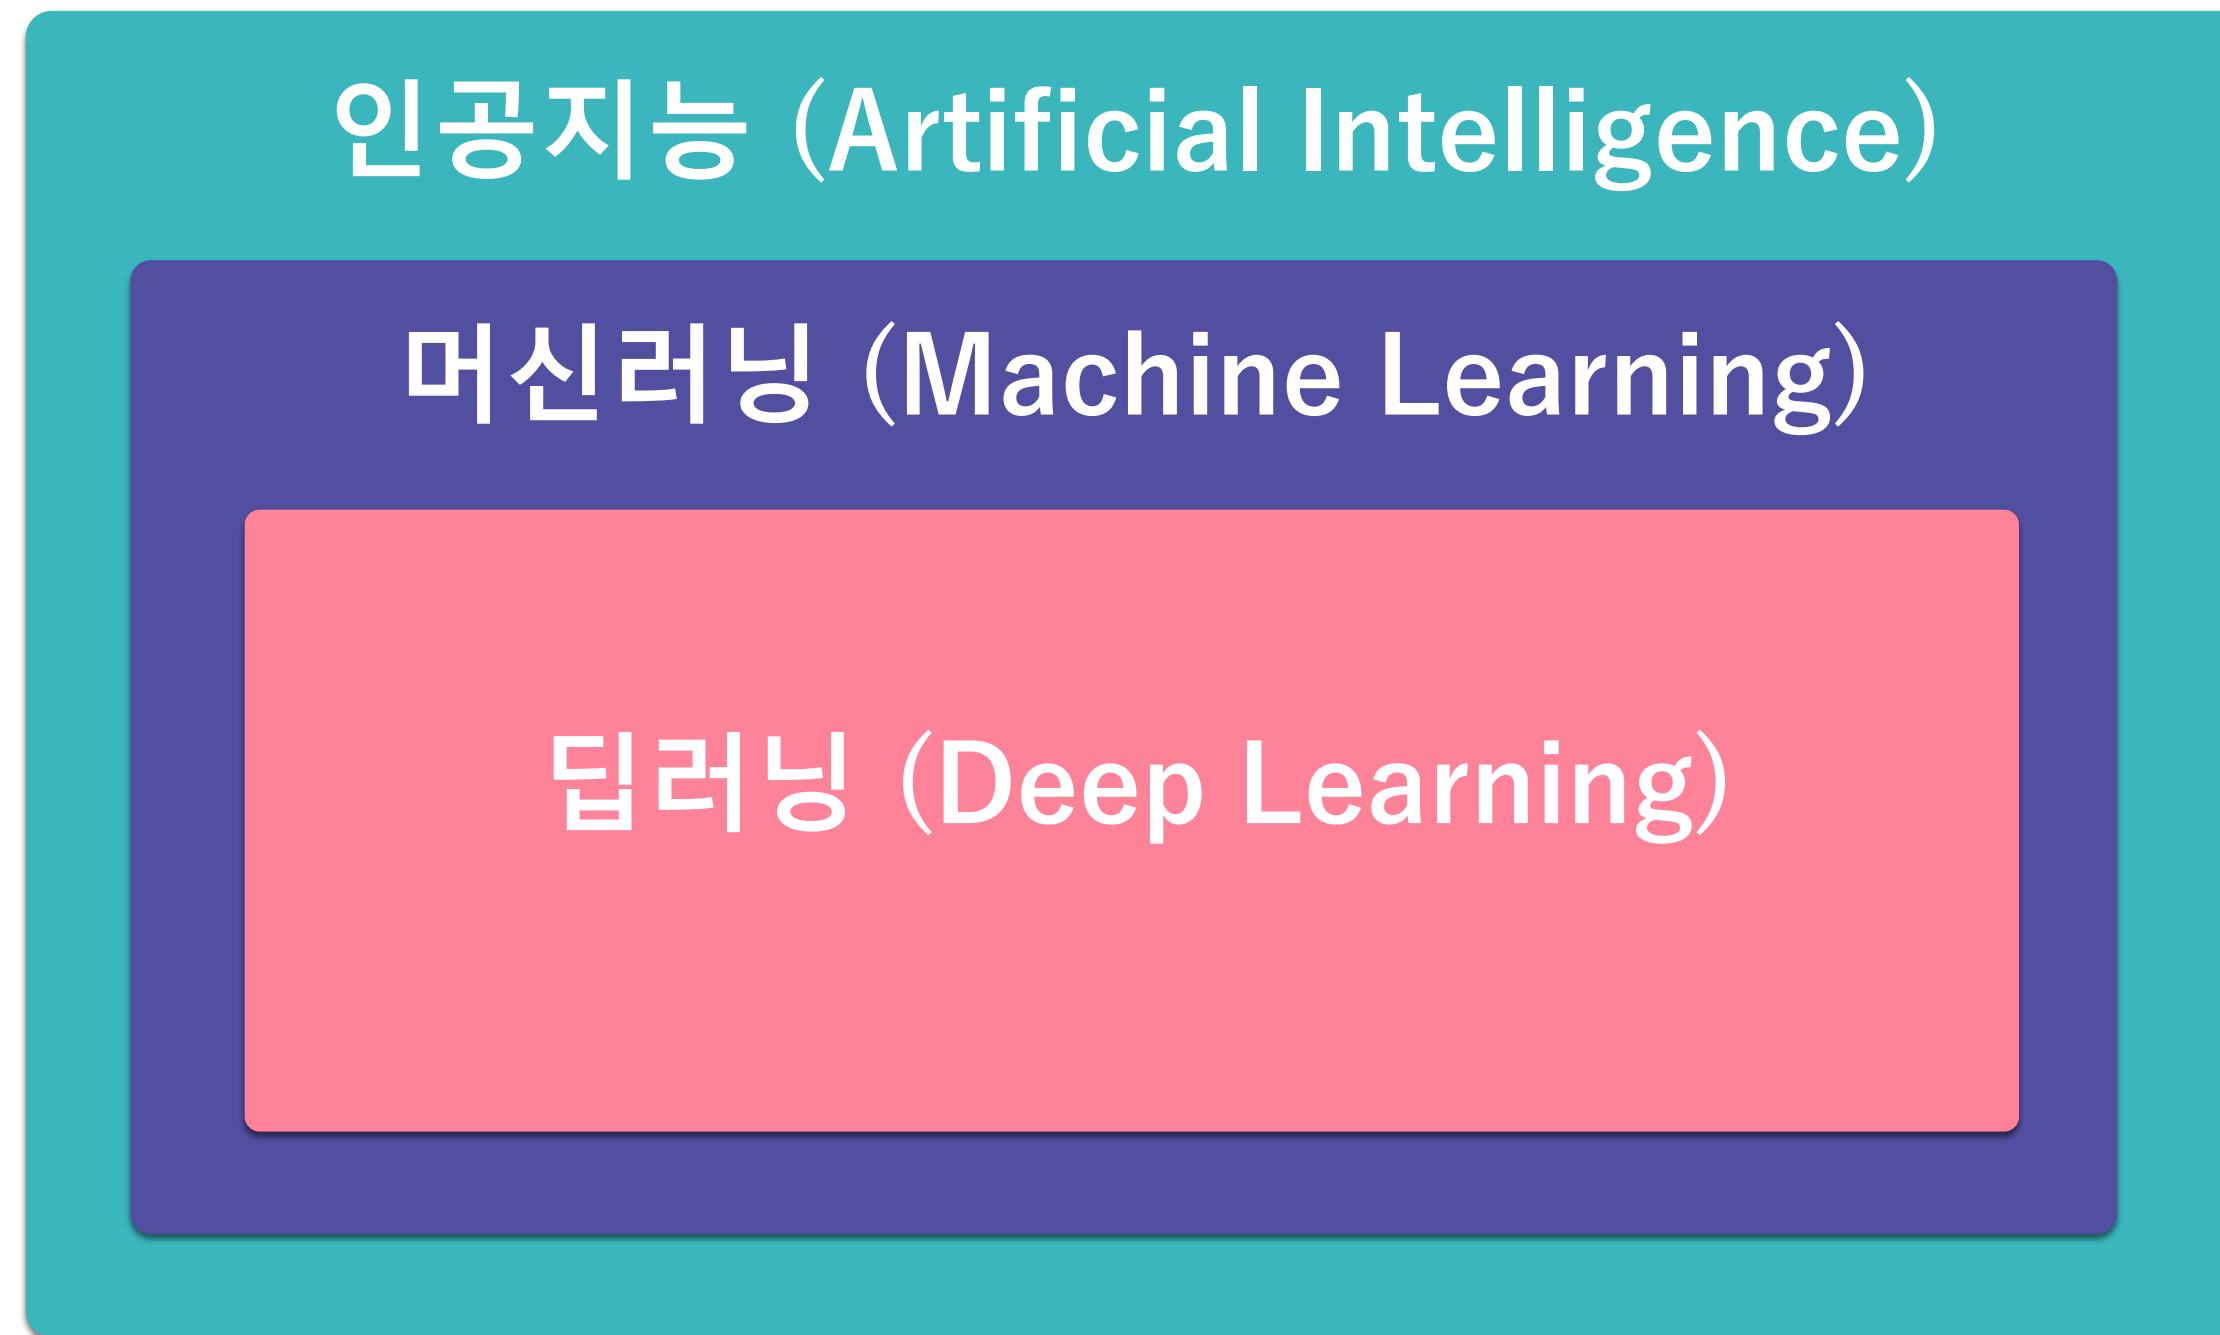 인공지능 (Artificial Intelligence)
머신러닝 (Machine Learning)
딥러닝 (Deep Learning)